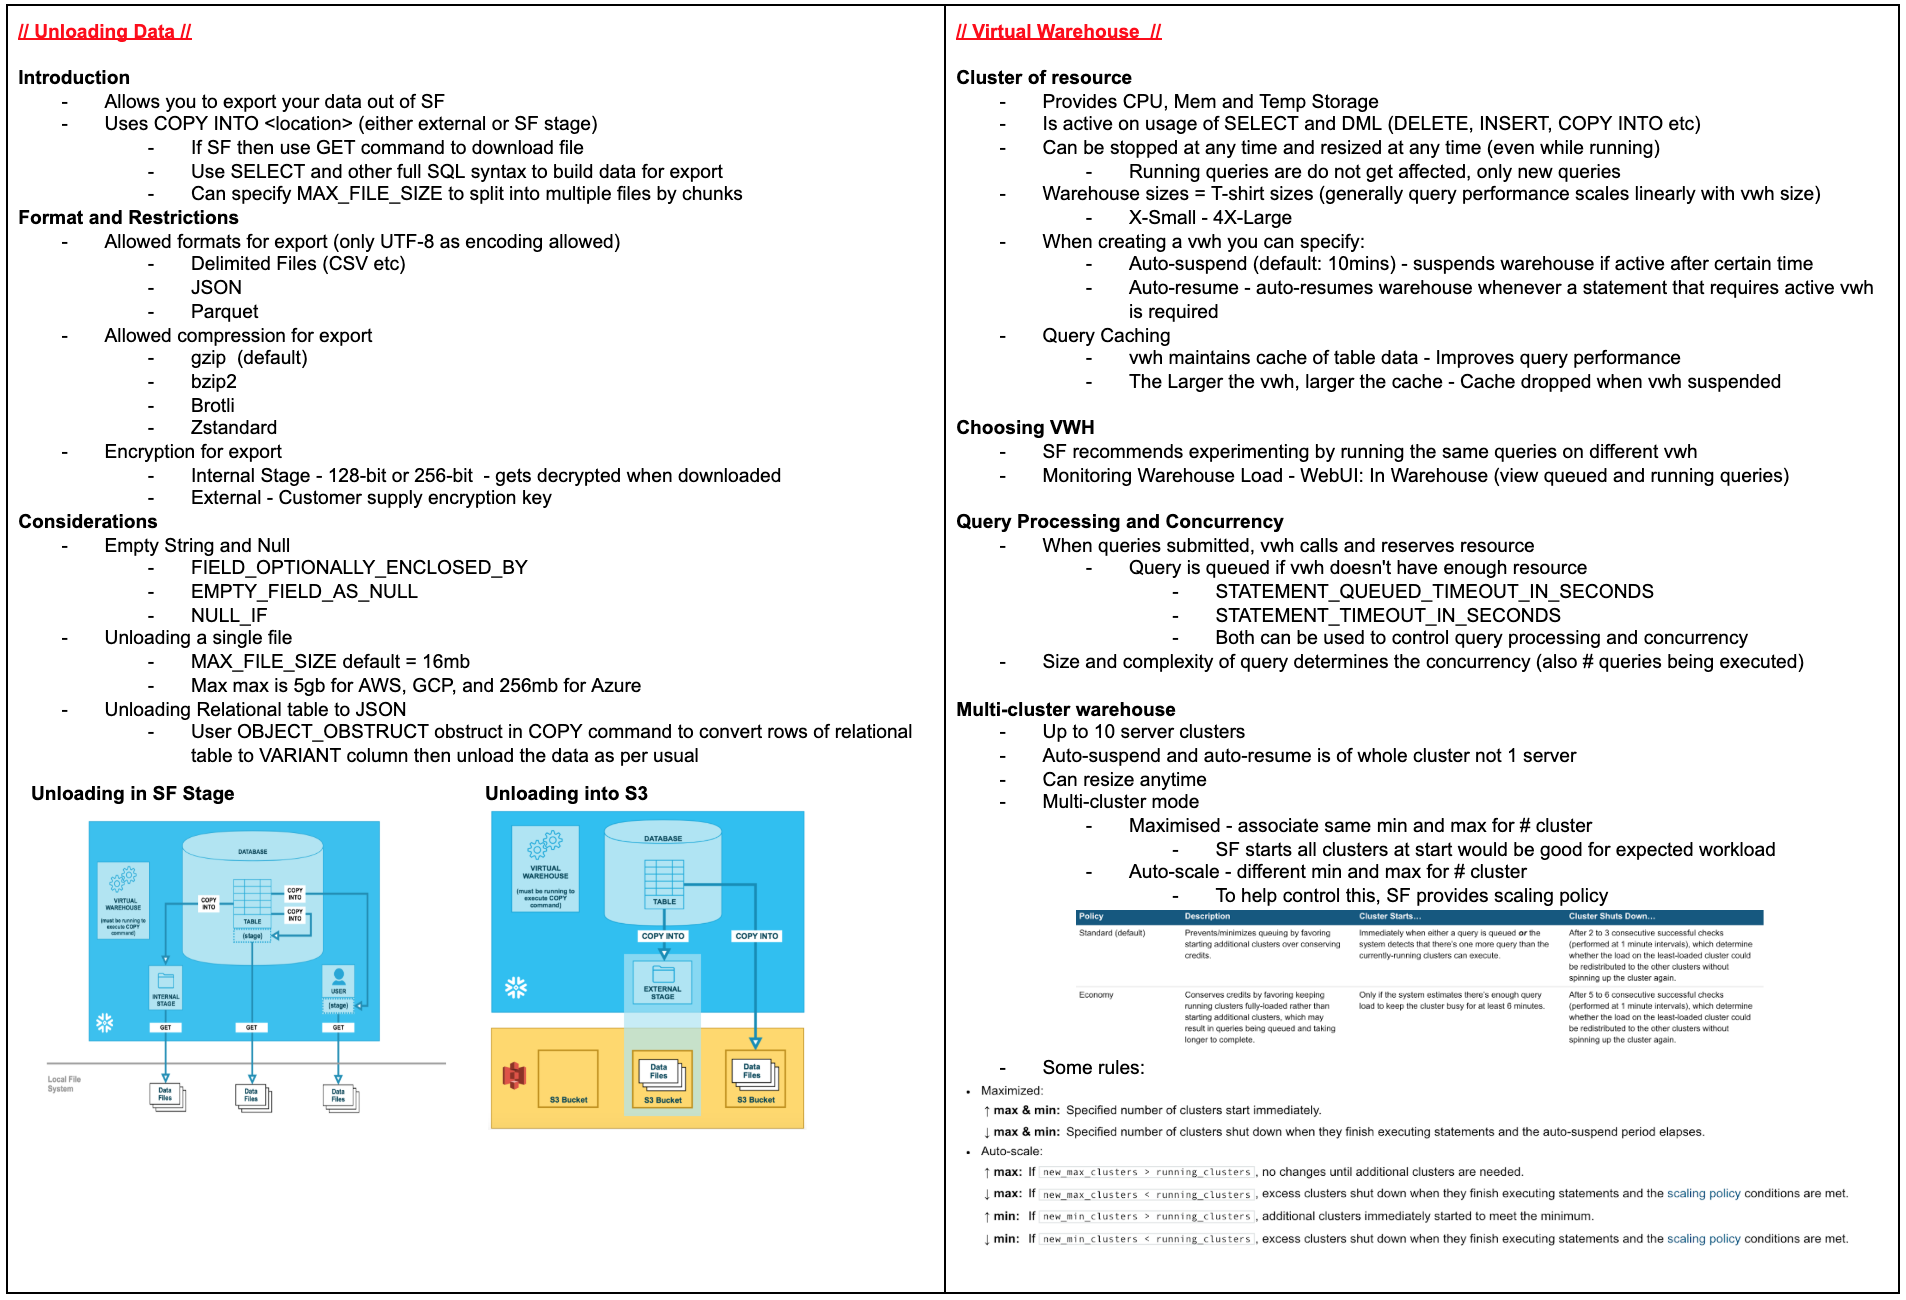 // Unloading Data //
Introduction
- Allows you to export your data out of SF
- Uses COPY INTO <location> (either external or SF stage)
- If SF then use GET command to download file
- Use SELECT and other full SQL syntax to build data for export
- Can specify MAX_FILE_SIZE to split into multiple files by chunks
Format and Restrictions
- Allowed formats for export (only UTF-8 as encoding allowed)
- Delimited Files (CSV etc)
- JSON
- Parquet
- Allowed compression for export
- gzip (default)
- bzip2
- Brotli
- Zstandard
- Encryption for export
- Internal Stage - 128-bit or 256-bit - gets decrypted when downloaded
- External - Customer supply encryption key
Considerations
- Empty String and Null
- FIELD_OPTIONALLY_ENCLOSED_BY
- EMPTY_FIELD_AS_NULL
- NULL_IF
- Unloading a single file
- MAX_FILE_SIZE default = 16mb
- Max max is 5gb for AWS, GCP, and 256mb for Azure
- Unloading Relational table to JSON
- User OBJECT_OBSTRUCT obstruct in COPY command to convert rows of relational
table to VARIANT column then unload the data as per usual
Unloading in SF Stage
DATABASE
VIRTUAL
WAREHOUSE
(must be running to
execute COPY
command)
COPY
INTO
COPY
INTO
COPY
INTO
TABLE
(stage)
INTERNAL
STAGE
USER
(stage)
GET
GET
GET
Local File
System
Data
Files
Data
Files
Data
Files
Unloading into S3
DATABASE
VIRTUAL
WAREHOUSE
(must be running to
execute COPY
command)
TABLE
COPY INTO
COPY INTO
EXTERNAL
STAGE
Data
Files
Data
Files
S3 Bucket
S3 Bucket
S3 Bucket
// Virtual Warehouse //
Cluster of resource
- Provides CPU, Mem and Temp Storage
- Is active on usage of SELECT and DML (DELETE, INSERT, COPY INTO etc)
- Can be stopped at any time and resized at any time (even while running)
- Running queries are do not get affected, only new queries
- Warehouse sizes = T-shirt sizes (generally query performance scales linearly with vwh size)
- X-Small - 4X-Large
- When creating a vwh you can specify:
- Auto-suspend (default: 10mins) - suspends warehouse if active after certain time
- Auto-resume - auto-resumes warehouse whenever a statement that requires active vwh
is required
- Query Caching
- vwh maintains cache of table data - Improves query performance
- The Larger the vwh, larger the cache - Cache dropped when vwh suspended
Choosing VWH
- SF recommends experimenting by running the same queries on different vwh
- Monitoring Warehouse Load - WebUI: In Warehouse (view queued and running queries)
Query Processing and Concurrency
- When queries submitted, vwh calls and reserves resource
- Query is queued if vwh doesn't have enough resource
- STATEMENT_QUEUED_TIMEOUT_IN_SECONDS
- STATEMENT_TIMEOUT_IN_SECONDS
- Both can be used to control query processing and concurrency
- Size and complexity of query determines the concurrency (also # queries being executed)
Multi-cluster warehouse
- Up to 10 server clusters
- Auto-suspend and auto-resume is of whole cluster not 1 server
- Can resize anytime
- Multi-cluster mode
- Maximised - associate same min and max for # cluster
- SF starts all clusters at start would be good for expected workload
- Auto-scale - different min and max for # cluster
- To help control this, SF provides scaling policy
Policy Description Cluster Starts... Cluster Shuts Down...
Standard (default)
Prevents/minimizes queuing by favoring
starting additional clusters over conserving
credits.
Immediately when either a query is queued or the
system detects that there's one more query than the
currently-running clusters can execute.
After 2 to 3 consecutive successful checks
(performed at 1 minute intervals), which determine
whether the load on the least-loaded cluster could
be redistributed to the other clusters without
spinning up the cluster again.
Economy
Conserves credits by favoring keeping
running clusters fully-loaded rather than
starting additional clusters, which may
result in queries being queued and taking
longer to complete.
Only if the system estimates there's enough query
load to keep the cluster busy for at least 6 minutes.
After 5 to 6 consecutive successful checks
(performed at 1 minute intervals), which determine
whether the load on the least-loaded cluster could
be redistributed to the other clusters without
spinning up the cluster again.
- Some rules:
• Maximized:
↑ max & min: Specified number of clusters start immediately.
↓ max & min: Specified number of clusters shut down when they finish executing statements and the auto-suspend period elapses.
• Auto-scale:
↑ max: If new_max_clusters > running_clusters, no changes until additional clusters are needed.
↓ max: If new_max_clusters < running_clusters, excess clusters shut down when they finish executing statements and the scaling policy conditions are met.
↑ min: If new_min_clusters > running_clusters, additional clusters immediately started to meet the minimum.
↓ min: If new_min_clusters < running_clusters, excess clusters shut down when they finish executing statements and the scaling policy conditions are met.